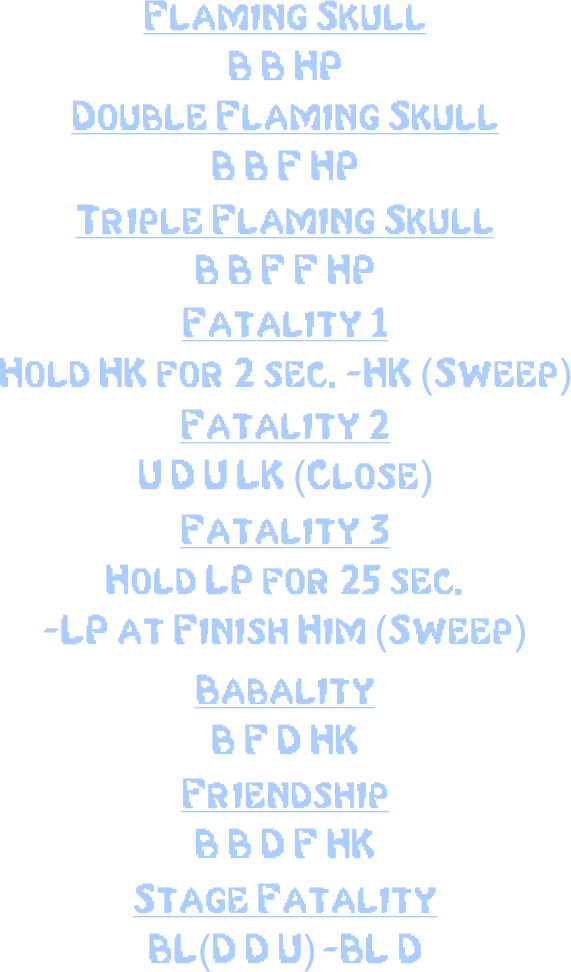 Flaming Skull
B B HP
Double Flaming Skull
B B F HP
Triple Flaming Skull
B B F F HP
Fatality 1
Hold HK for 2 sec. -HK (Sweep)
Fatality 2
U D U LK (Close)
Fatality 3
Hold LP for 25 sec.
-LP at Finish Him (Sweep)
Babality
B F D HK
Friendship
B B D F HK
Stage Fatality
BL(D D U) -BL D